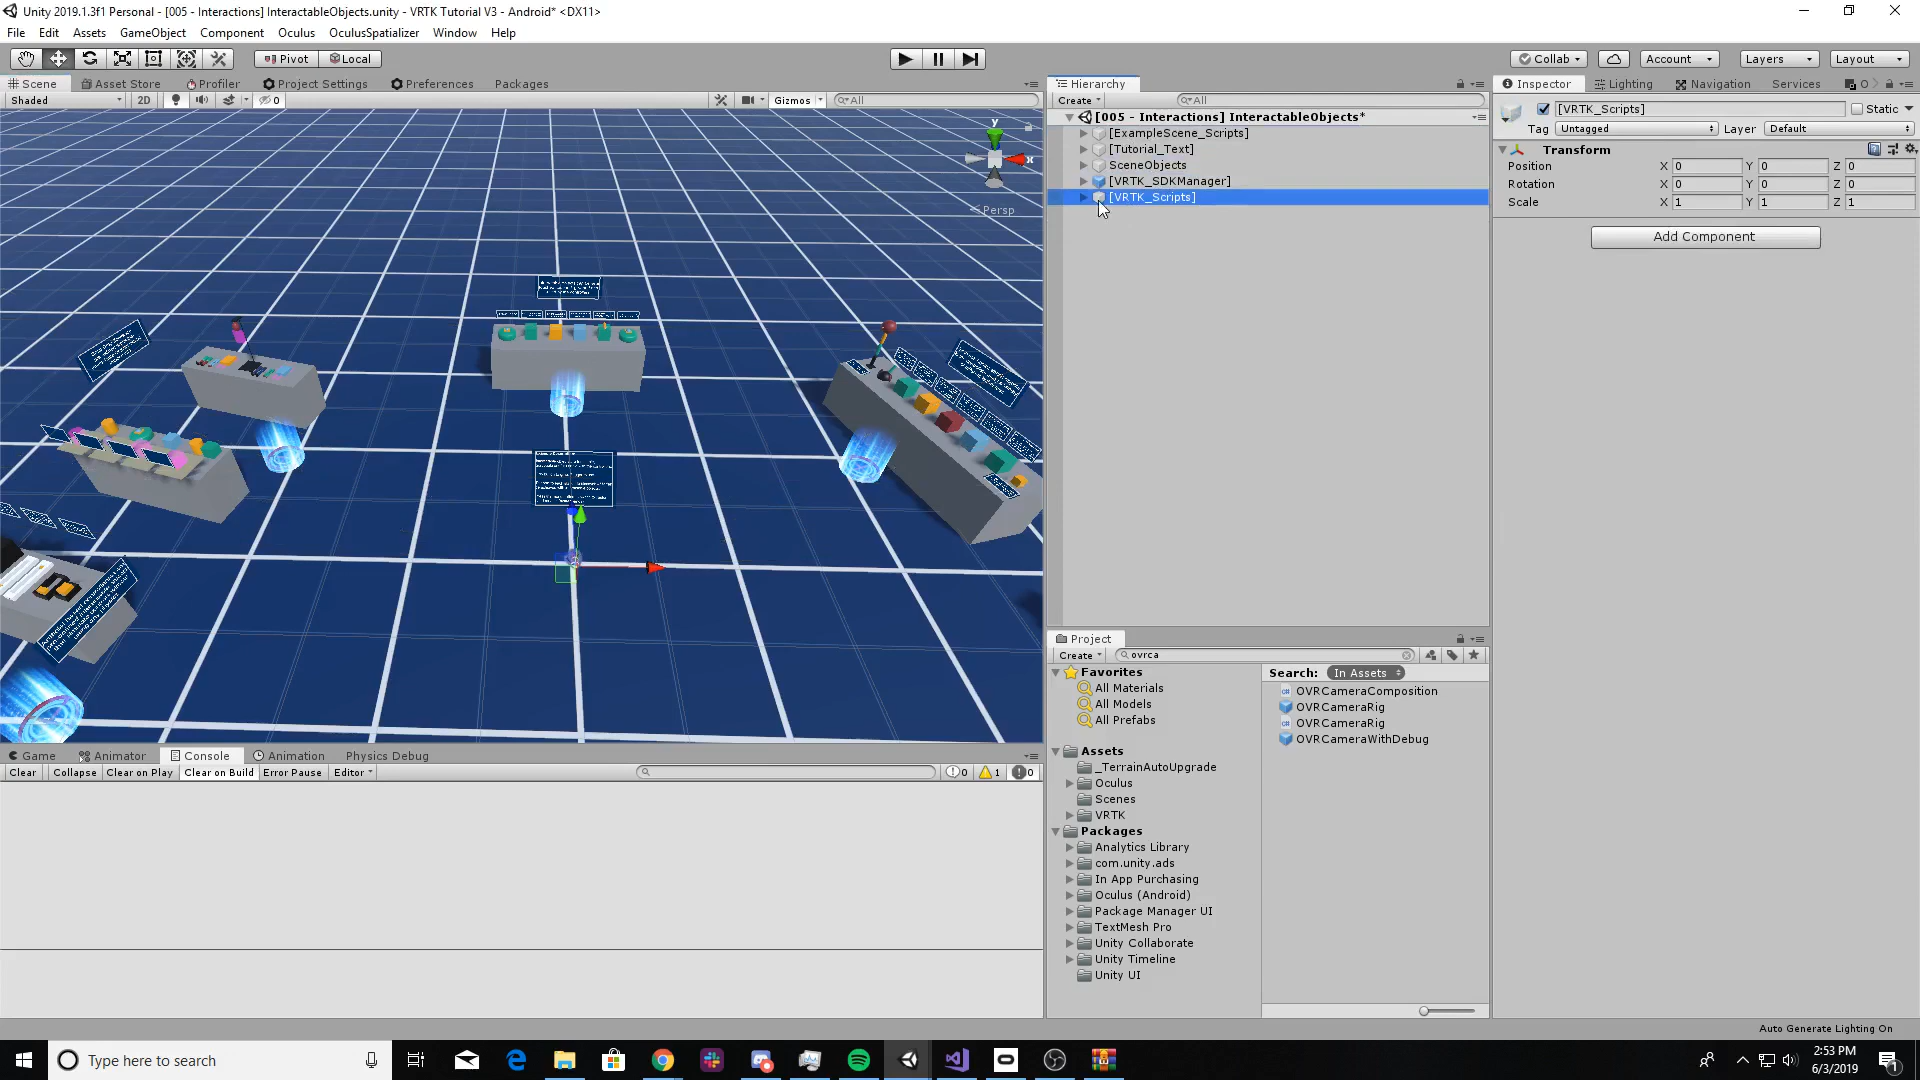 Unity 2019.1.3f1 Personal - [005 - Interactions] InteractableObjects.unity - VRTK Tutorial V3 - Android* <DX11>
File Edit Assets GameObject Component Oculus OculusSpatializer Window Help
Pivot Local
Collab Account Layers Layout
Scene Asset Store Profiler Project Settings Preferences Packages
Shaded 2D 0 Gizmos All
y
x
Persp
Hierarchy
Create All
[005 - Interactions] InteractableObjects*
[ExampleScene_Scripts]
[Tutorial_Text]
SceneObjects
[VRTK_SDKManager]
[VRTK_Scripts]
Inspector Lighting Navigation Services O
[VRTK_Scripts] Static
Tag Untagged Layer Default
Transform
Position X 0 Y 0 Z 0
Rotation X 0 Y 0 Z 0
Scale X 1 Y 1 Z 1
Add Component
Project
Create ovrca
Favorites
All Materials
All Models
All Prefabs
Assets
_TerrainAutoUpgrade
Oculus
Scenes
VRTK
Packages
Analytics Library
com.unity.ads
In App Purchasing
Oculus (Android)
Package Manager UI
TextMesh Pro
Unity Collaborate
Unity Timeline
Unity UI
Search: In Assets
OVRCameraComposition
OVRCameraRig
OVRCameraRig
OVRCameraWithDebug
Game Animator Console Animation Physics Debug
Clear Collapse Clear on Play Clear on Build Error Pause Editor 0 1 0
Auto Generate Lighting On
Type here to search
2:53 PM
6/3/2019
1